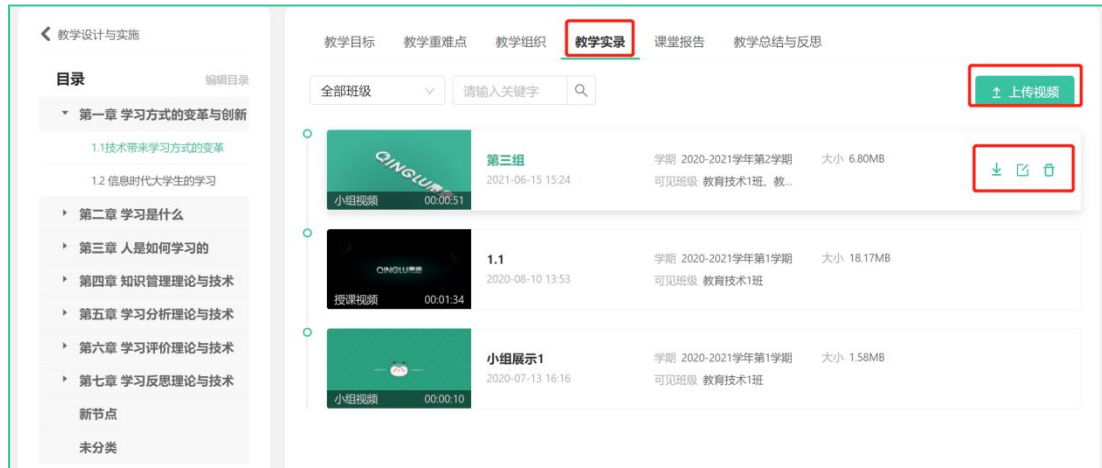 教学设计与实施
目录 编辑目录
第一章 学习方式的变革与创新
1.1技术带来学习方式的变革
1.2 信息时代大学生的学习
第二章 学习是什么
第三章 人是如何学习的
第四章 知识管理理论与技术
第五章 学习分析理论与技术
第六章 学习评价理论与技术
第七章 学习反思理论与技术
新节点
未分类
教学目标 教学重难点 教学组织 教学实录 课堂报告 教学总结与反思
全部班级 请输入关键字 上传视频
QINGLU
小组视频 00:00:51
第三组
2021-06-15 15:24
学期 2020-2021学年第2学期 大小 6.80MB
可见班级 教育技术1班、教...
QINGLU
授课视频 00:01:34
1.1
2020-08-10 13:53
学期 2020-2021学年第1学期 大小 18.17MB
可见班级 教育技术1班
小组视频 00:00:10
小组展示1
2020-07-13 16:16
学期 2020-2021学年第1学期 大小 1.58MB
可见班级 教育技术1班